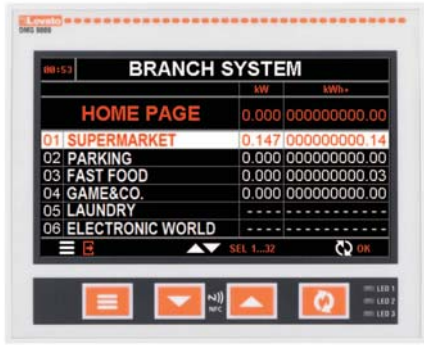 Lovato
DMG 9000
00:53 BRANCH SYSTEM
kW kWh+
HOME PAGE 0.000 000000000.00
01 SUPERMARKET 0.147 000000000.14
02 PARKING 0.000 000000000.00
03 FAST FOOD 0.000 000000000.03
04 GAME&CO. 0.000 000000000.00
05 LAUNDRY ---- ------------
06 ELECTRONIC WORLD ---- ------------
SEL 1...32 OK
NFC
LED 1
LED 2
LED 3